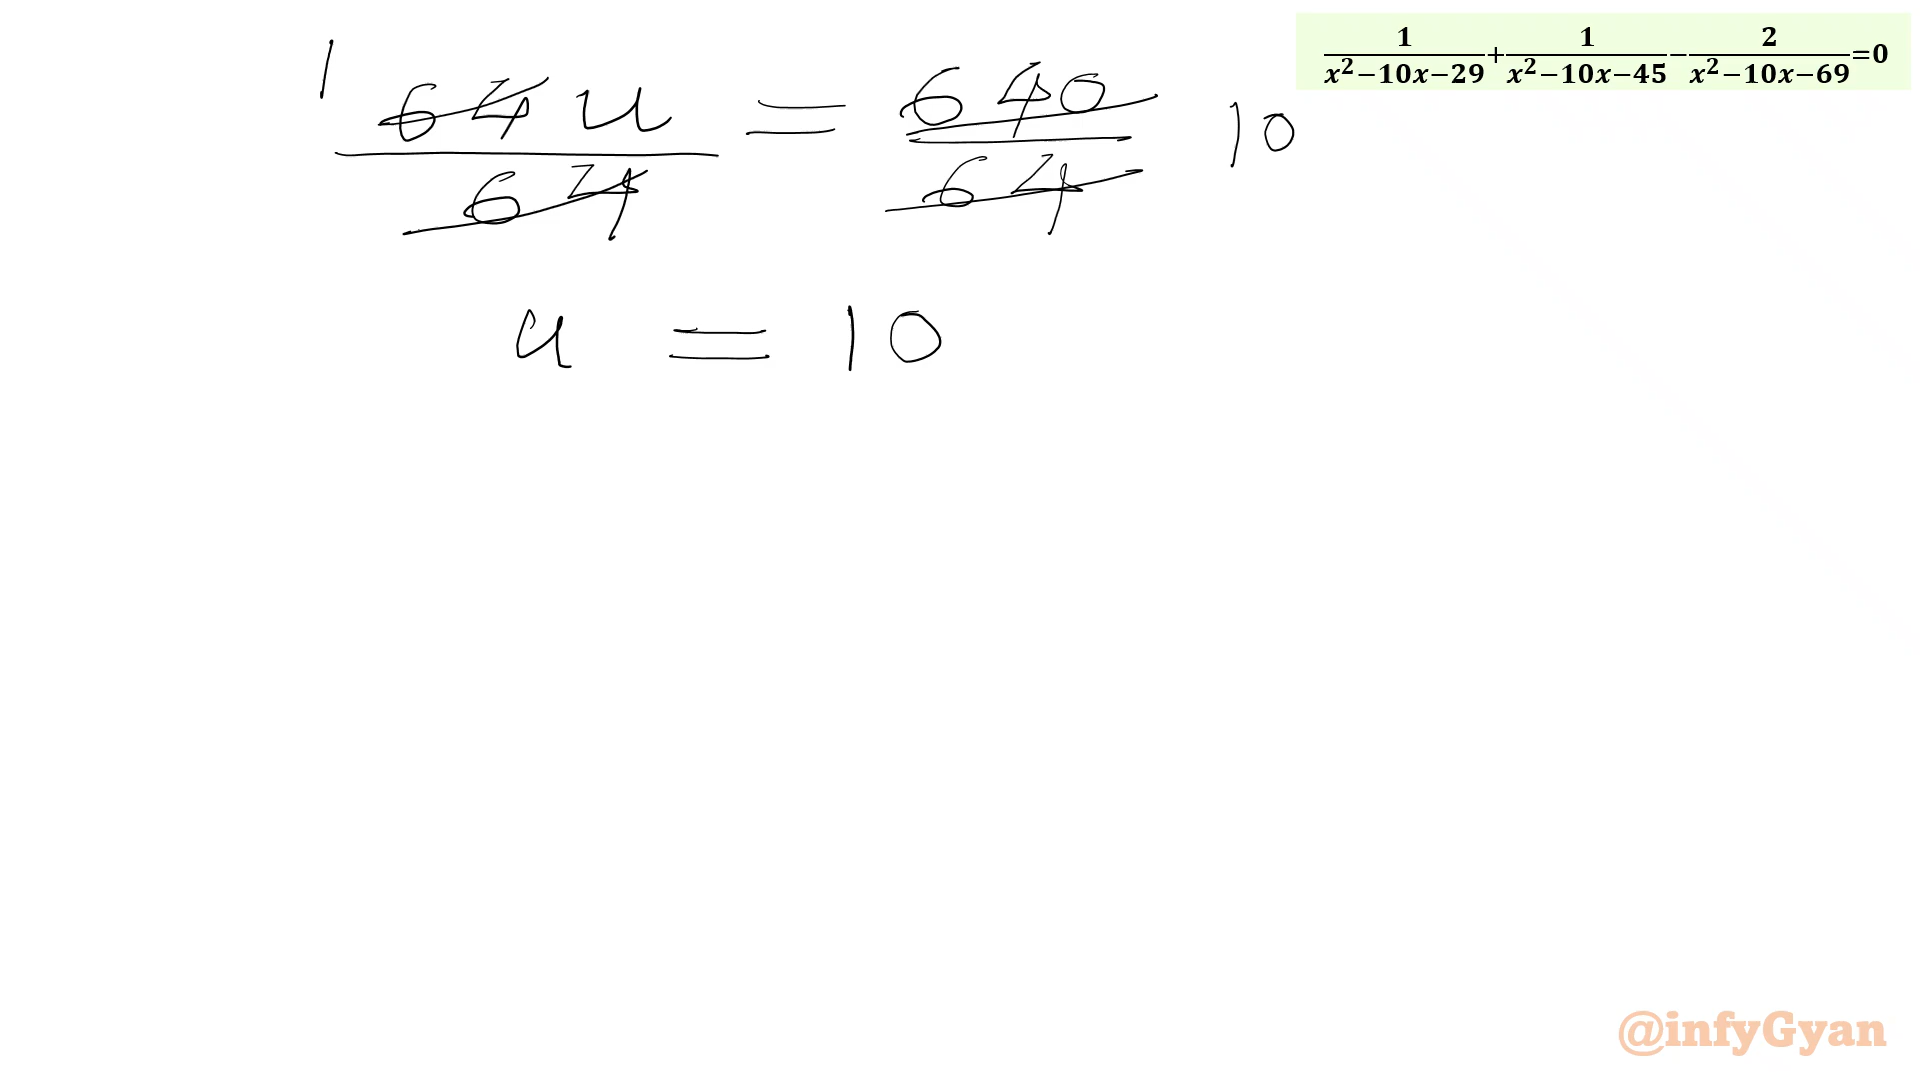 1/(x²−10x−29)+1/(x²−10x−45)−2/(x²−10x−69)=0
1 64u/64 = 640/64 10
u = 10
@infyGyan